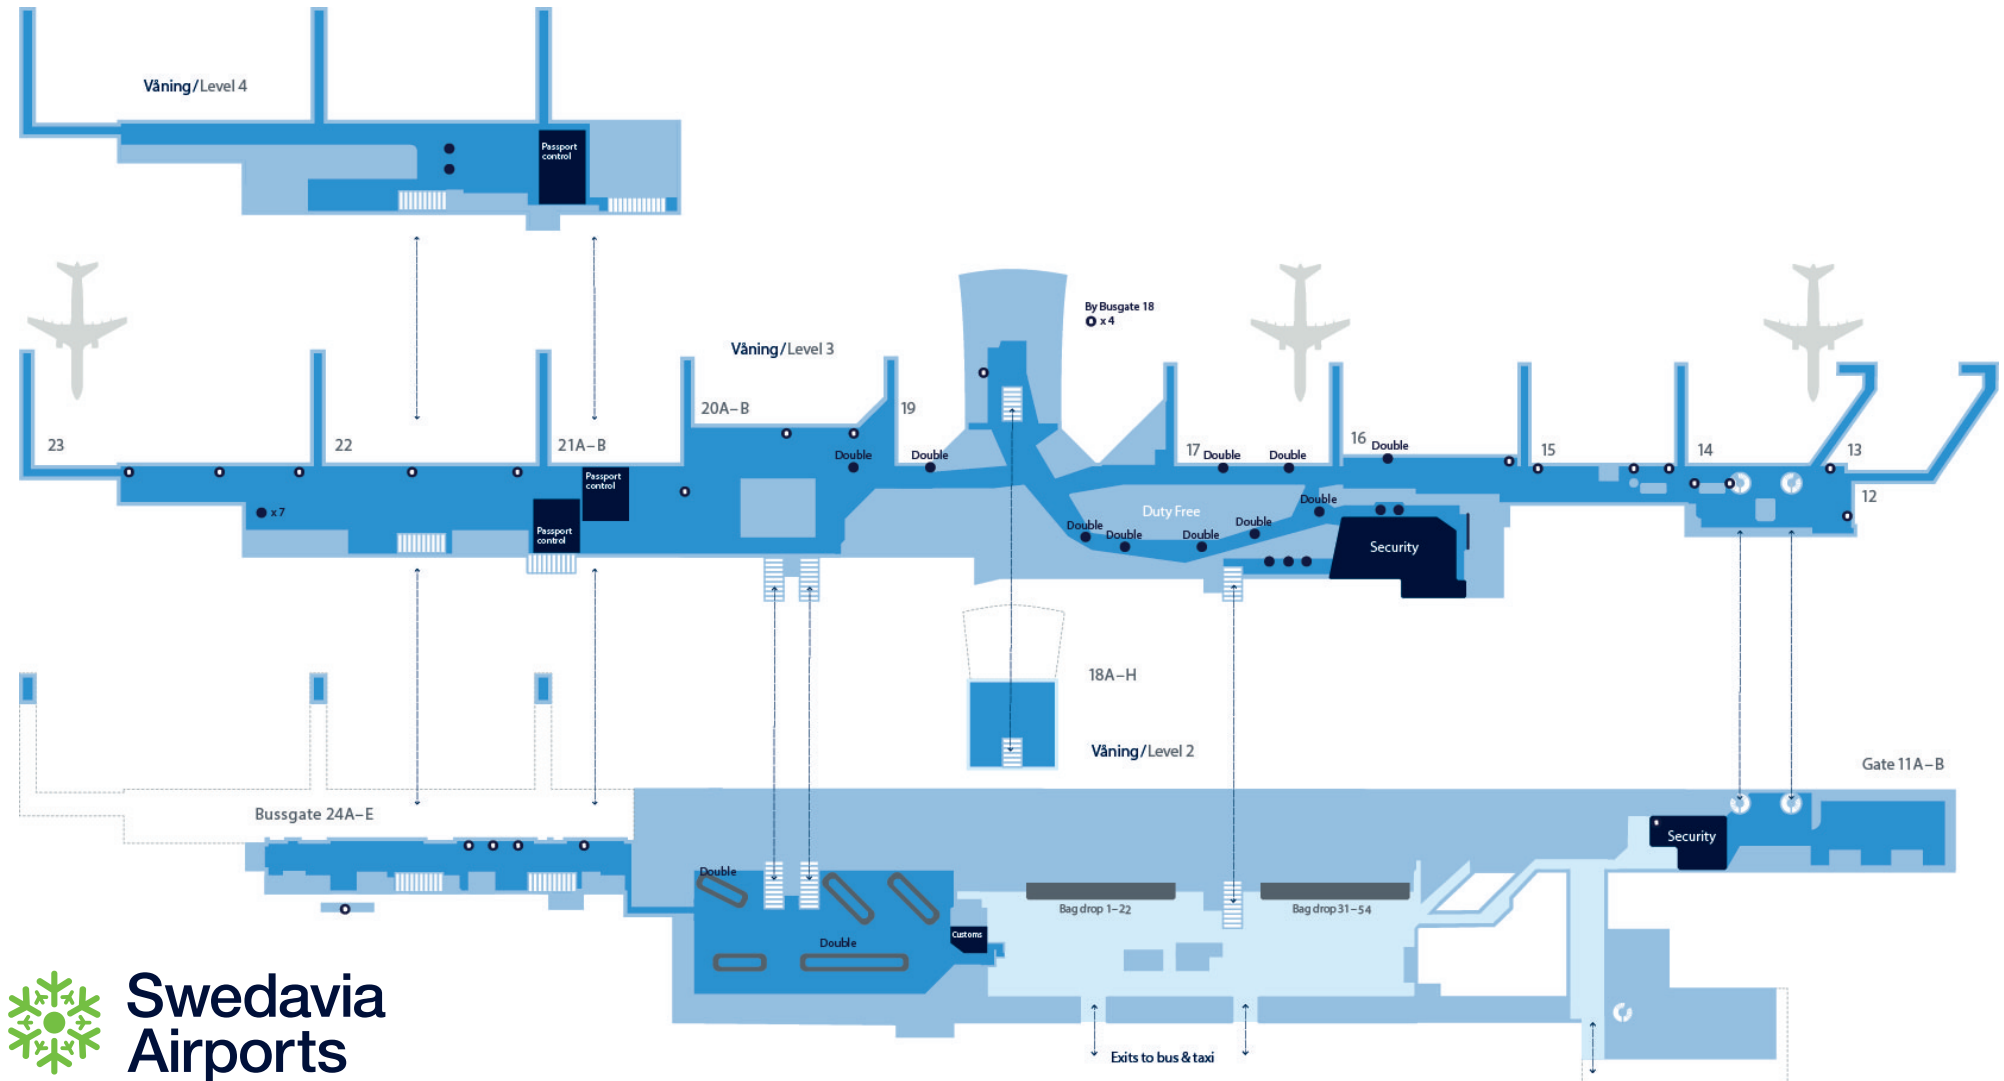 Våning/Level 4
Passport
control
By Busgate 18
x 4
Våning/Level 3
20A–B
19
23
22
21A–B
Double
Double
17
Double
Double
16
Double
15
14
13
12
Passport
control
x 7
Passport
control
Duty Free
Double
Double
Double
Double
Double
Security
18A–H
Våning/Level 2
Gate 11A–B
Bussgate 24A–E
Security
Double
Bag drop 1–22
Bag drop 31–54
Customs
Double
Exits to bus & taxi
Swedavia
Airports